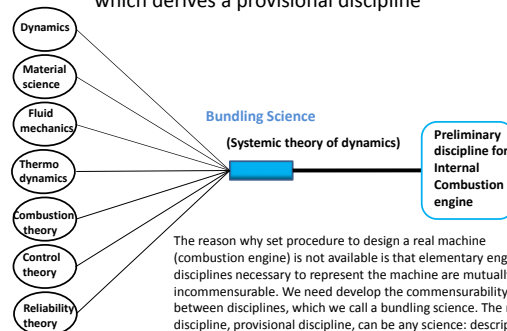 which derives a provisional discipline
Dynamics
Material
science
Fluid
mechanics
Thermo
dynamics
Combustion
theory
Control
theory
Reliability
theory
Bundling Science
(Systemic theory of dynamics)
Preliminary
discipline for
Internal
Combustion
engine
The reason why set procedure to design a real machine
(combustion engine) is not available is that elementary
disciplines necessary to represent the machine are mutually
incommensurable. We need develop the commensurability
between disciplines, which we call a bundling science. The
discipline, provisional discipline, can be any science: